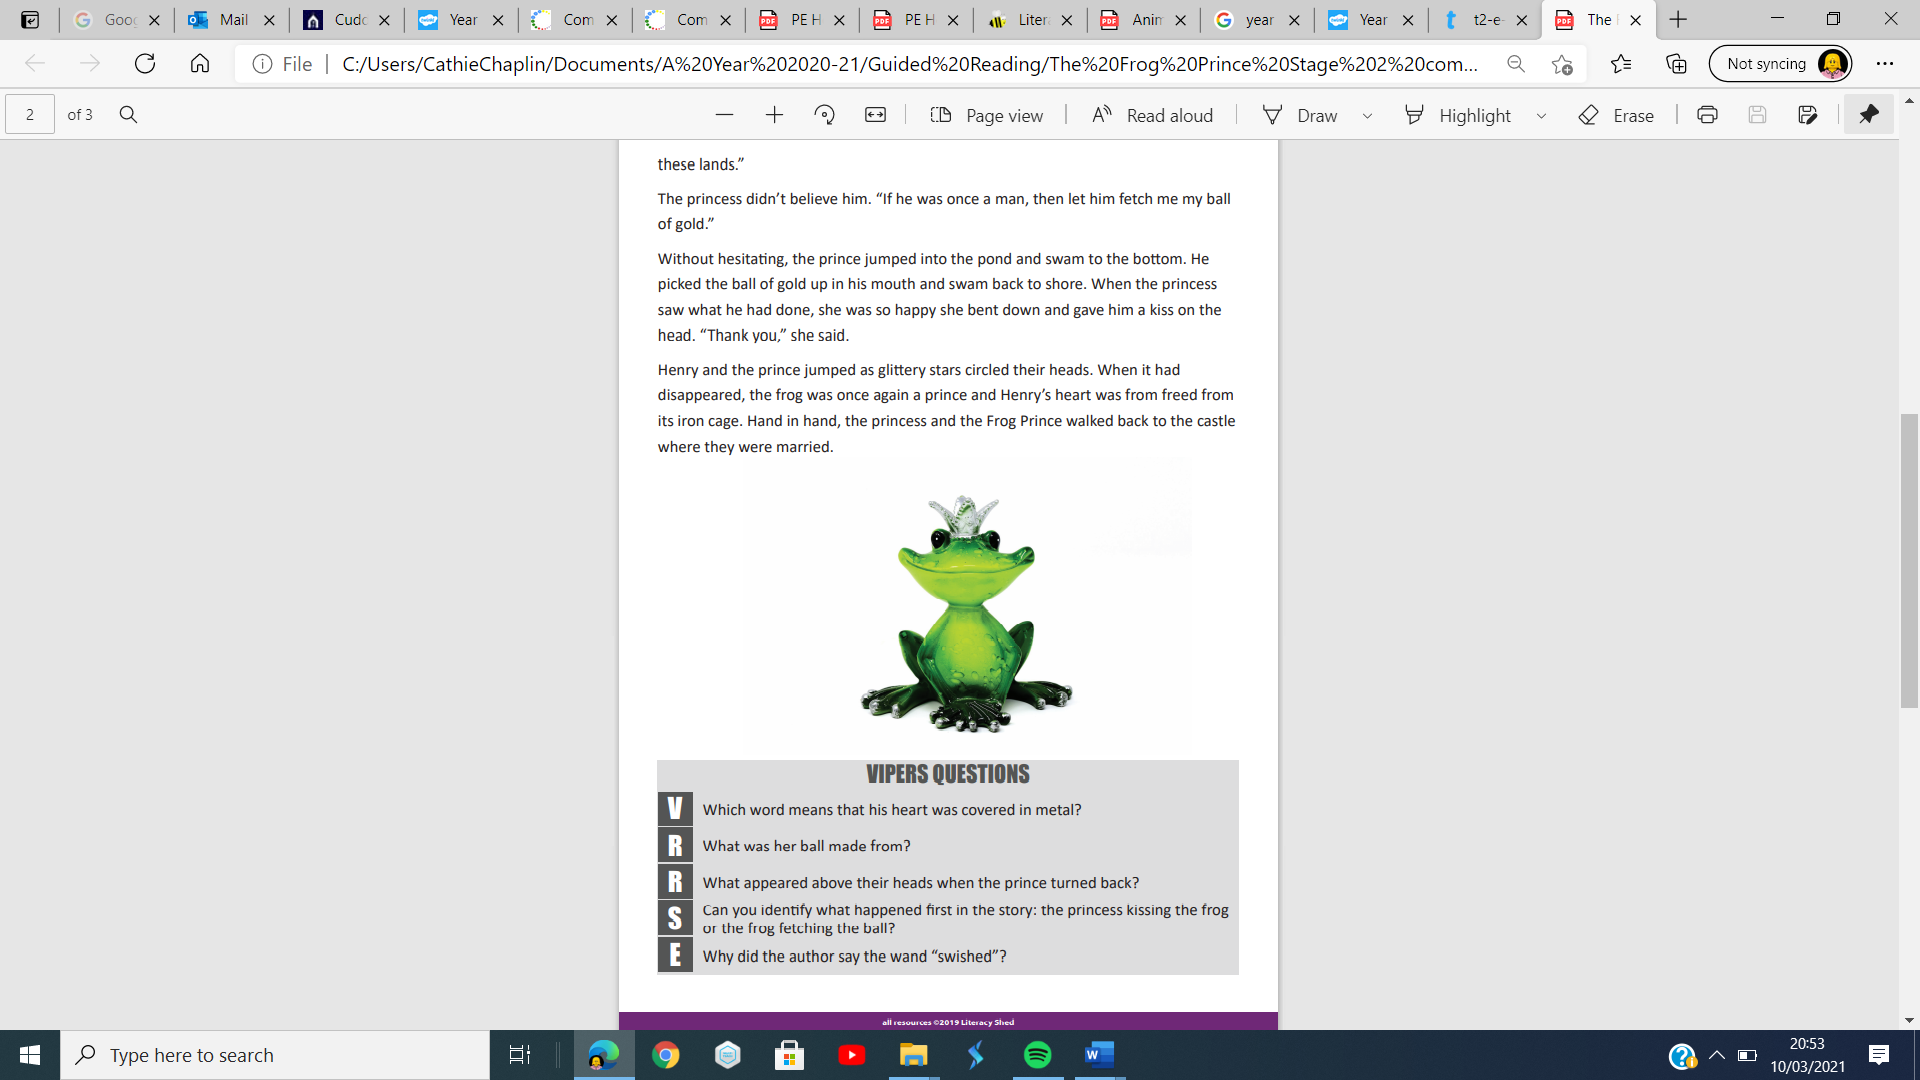 Goog
Mail
Cudd
Year
Com
Com
PE H
PE H
Liter
Anim
year
Year
t2-e-
The F
File
C:/Users/CathieChaplin/Documents/A%20Year%202020-21/Guided%20Reading/The%20Frog%20Prince%20Stage%202%20com...
Not syncing
2 of 3
Page view
Read aloud
Draw
Highlight
Erase
these lands.”
The princess didn’t believe him. “If he was once a man, then let him fetch me my ball
of gold.”
Without hesitating, the prince jumped into the pond and swam to the bottom. He
picked the ball of gold up in his mouth and swam back to shore. When the princess
saw what he had done, she was so happy she bent down and gave him a kiss on the
head. “Thank you,” she said.
Henry and the prince jumped as glittery stars circled their heads. When it had
disappeared, the frog was once again a prince and Henry’s heart was from freed from
its iron cage. Hand in hand, the princess and the Frog Prince walked back to the castle
where they were married.
VIPERS QUESTIONS
V Which word means that his heart was covered in metal?
R What was her ball made from?
R What appeared above their heads when the prince turned back?
S Can you identify what happened first in the story: the princess kissing the frog
or the frog fetching the ball?
E Why did the author say the wand “swished”?
all resources ©2019 Literacy Shed
Type here to search
20:53
10/03/2021